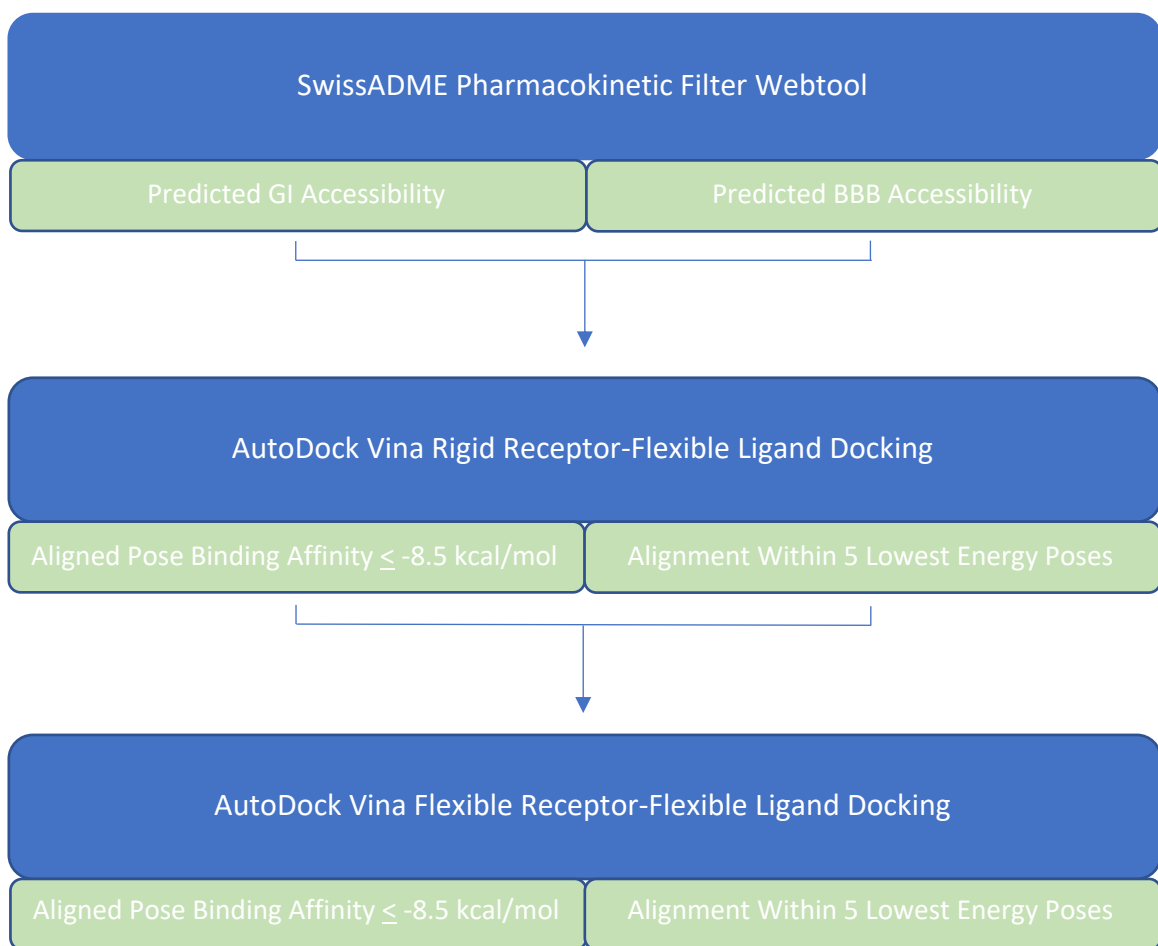 SwissADME Pharmacokinetic Filter Webtool
Predicted GI Accessibility
Predicted BBB Accessibility
AutoDock Vina Rigid Receptor-Flexible Ligand Docking
Aligned Pose Binding Affinity ≤ -8.5 kcal/mol
Alignment Within 5 Lowest Energy Poses
AutoDock Vina Flexible Receptor-Flexible Ligand Docking
Aligned Pose Binding Affinity ≤ -8.5 kcal/mol
Alignment Within 5 Lowest Energy Poses